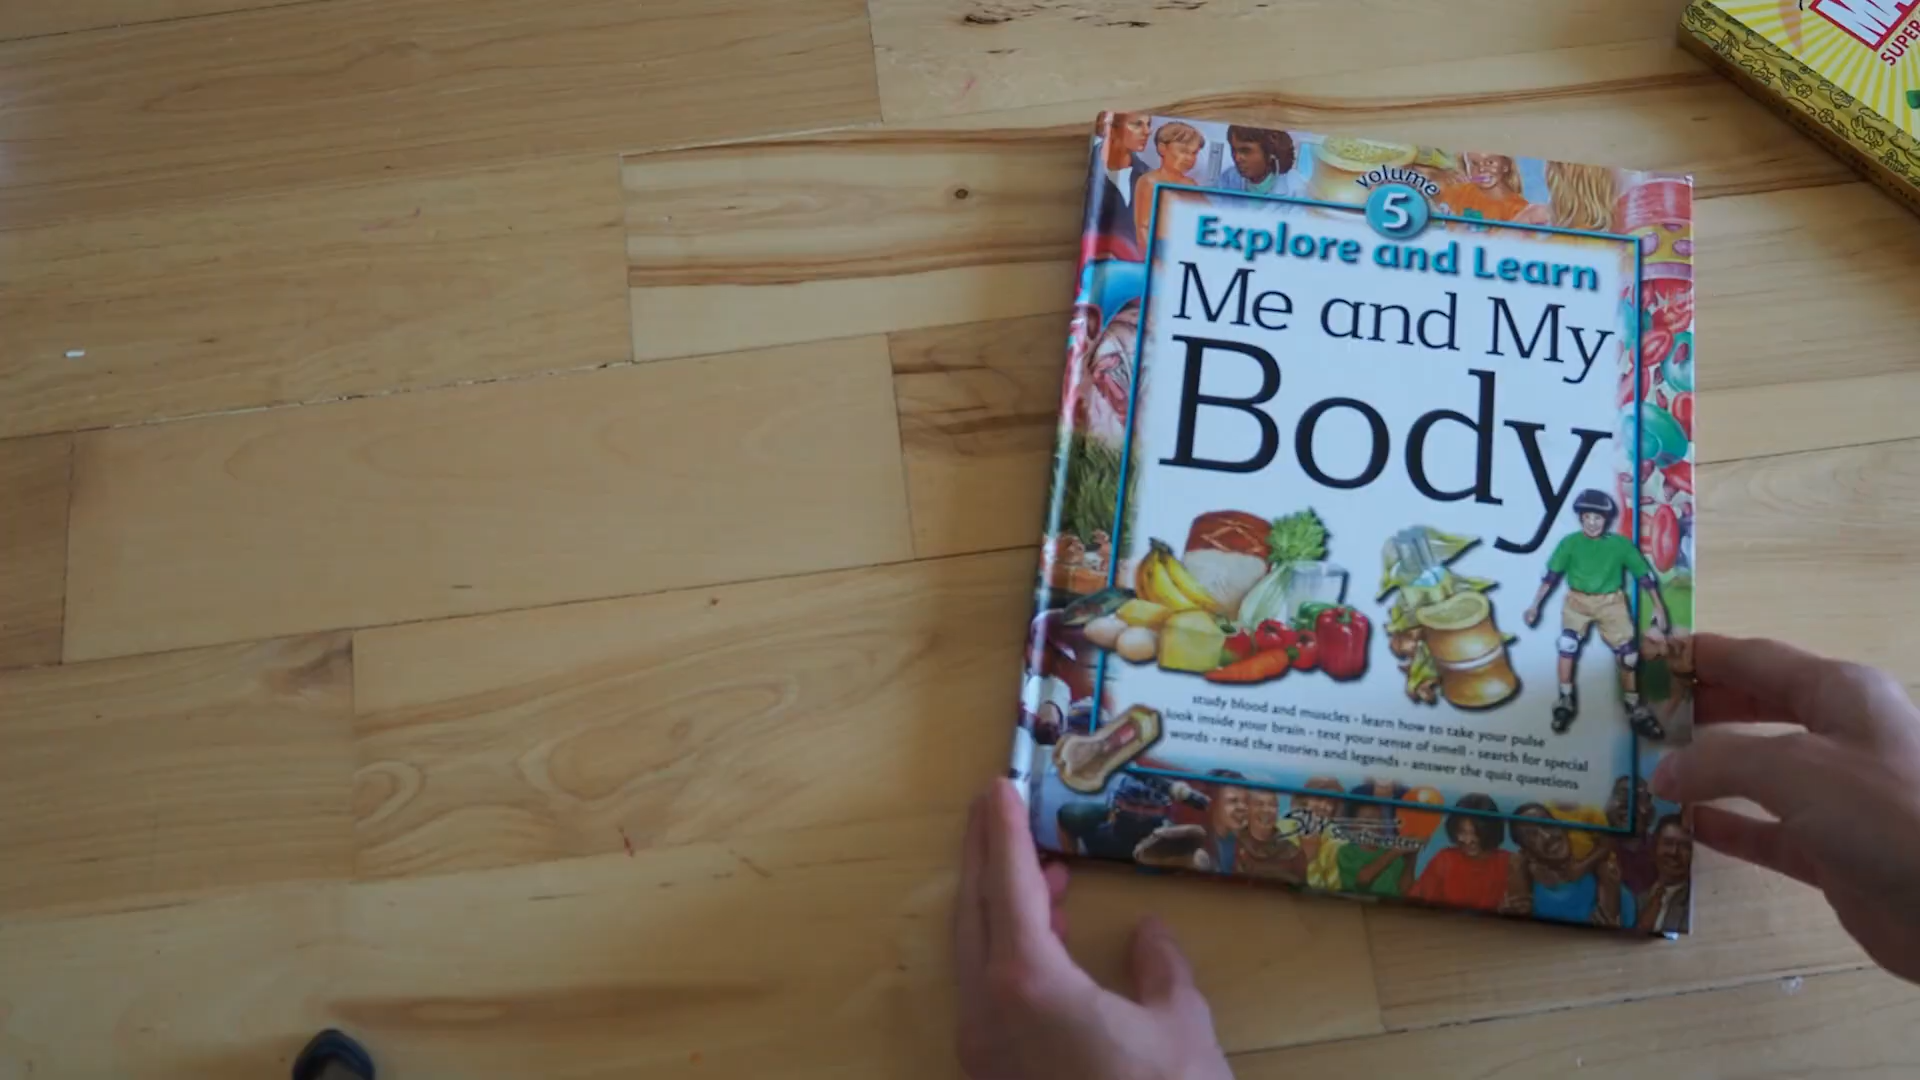 volume
5
Explore and Learn
Me and My
Body
study blood and muscles • learn how to take your pulse
look inside your brain • test your sense of smell • search for special
words • read the stories and legends • answer the quiz questions
Southwestern
SUPER